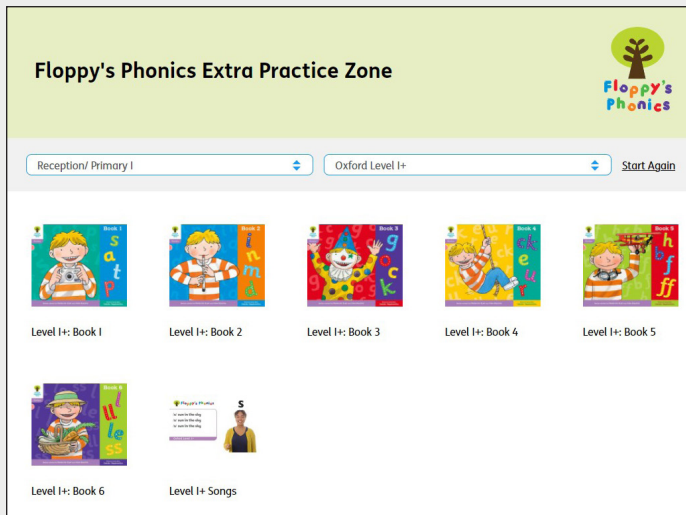 Floppy's Phonics Extra Practice Zone
Floppy's
Phonics
Reception/ Primary 1
Oxford Level 1+
Start Again
Book 1
s
a
t
p
Book 2
i
n
m
d
Book 3
g
o
c
k
Book 4
ck
e
u
r
Book 5
h
b
f
ff
Level 1+: Book 1
Level 1+: Book 2
Level 1+: Book 3
Level 1+: Book 4
Level 1+: Book 5
Book 6
l
ll
le
ss
Floppy's Phonics
s
Level 1+: Book 6
Level 1+ Songs